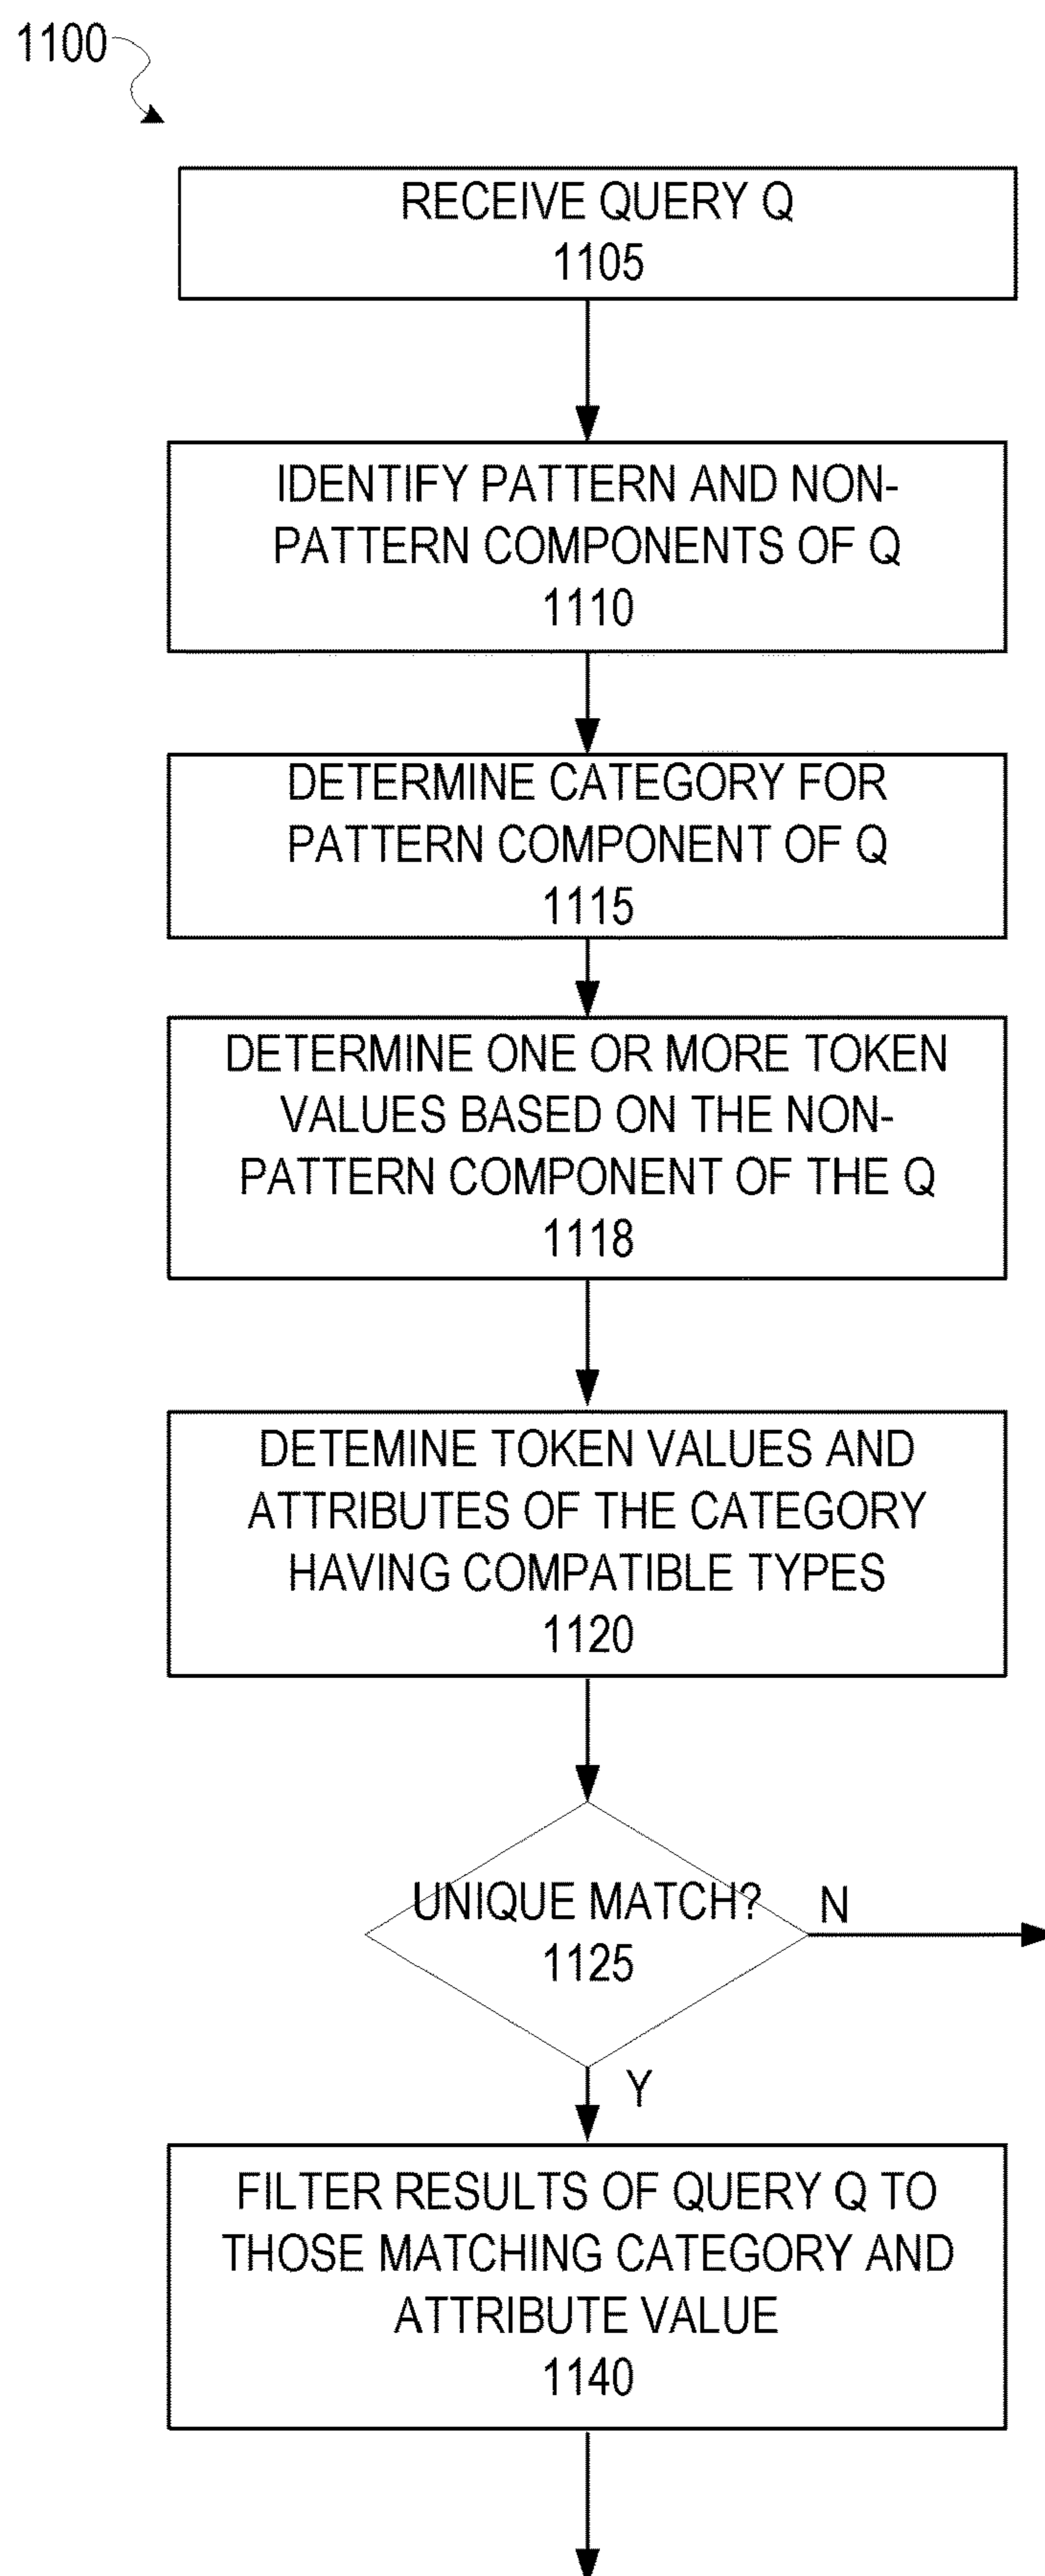 1100
RECEIVE QUERY Q
1105
IDENTIFY PATTERN AND NON-
PATTERN COMPONENTS OF Q
1110
DETERMINE CATEGORY FOR
PATTERN COMPONENT OF Q
1115
DETERMINE ONE OR MORE TOKEN
VALUES BASED ON THE NON-
PATTERN COMPONENT OF THE Q
1118
DETEMINE TOKEN VALUES AND
ATTRIBUTES OF THE CATEGORY
HAVING COMPATIBLE TYPES
1120
UNIQUE MATCH?
N
1125
Y
FILTER RESULTS OF QUERY Q TO
THOSE MATCHING CATEGORY AND
ATTRIBUTE VALUE
1140